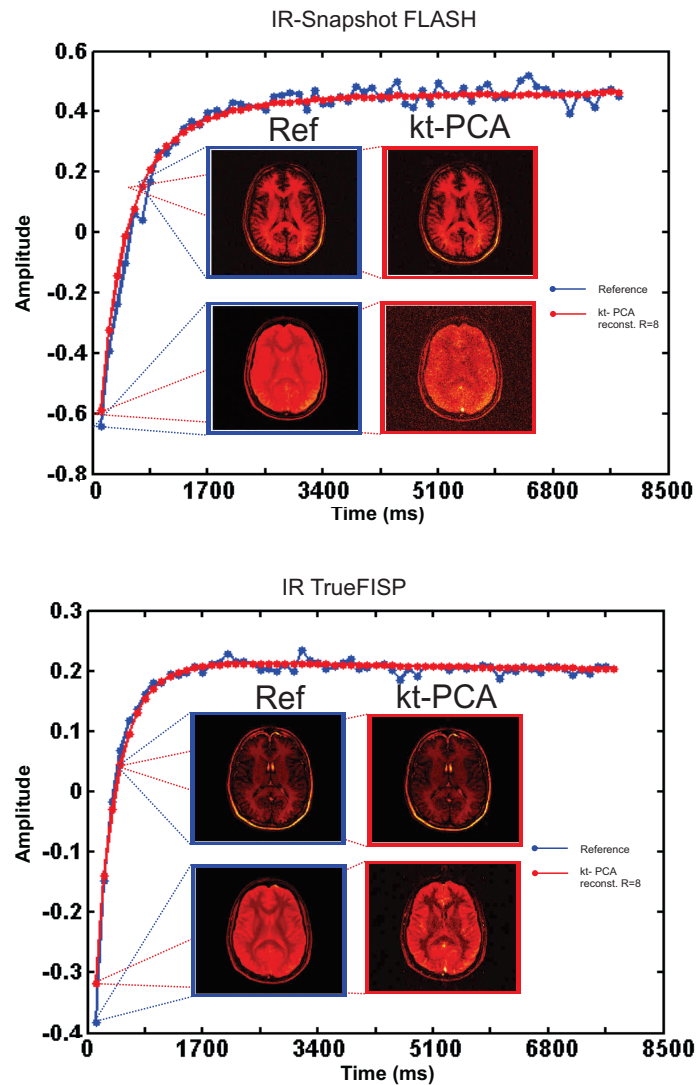 IR-Snapshot FLASH
0.6
0.4
0.2
0
-0.2
-0.4
-0.6
-0.8
Amplitude
Ref
kt-PCA
Reference
kt- PCA
reconst. R=8
0
1700
3400
5100
6800
8500
Time (ms)
IR TrueFISP
0.3
0.2
0.1
0
-0.1
-0.2
-0.3
-0.4
Amplitude
Ref
kt-PCA
Reference
kt- PCA
reconst. R=8
0
1700
3400
5100
6800
8500
Time (ms)